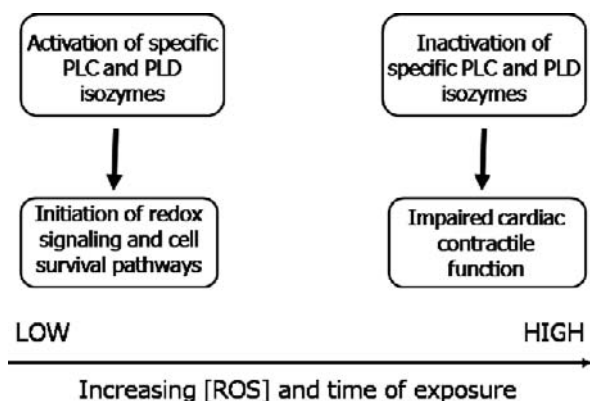 Activation of specific
PLC and PLD
isozymes
Inactivation of
specific PLC and PLD
isozymes
Initiation of redox
signaling and cell
survival pathways
Impaired cardiac
contractile
function
LOW
HIGH
Increasing [ROS] and time of exposure